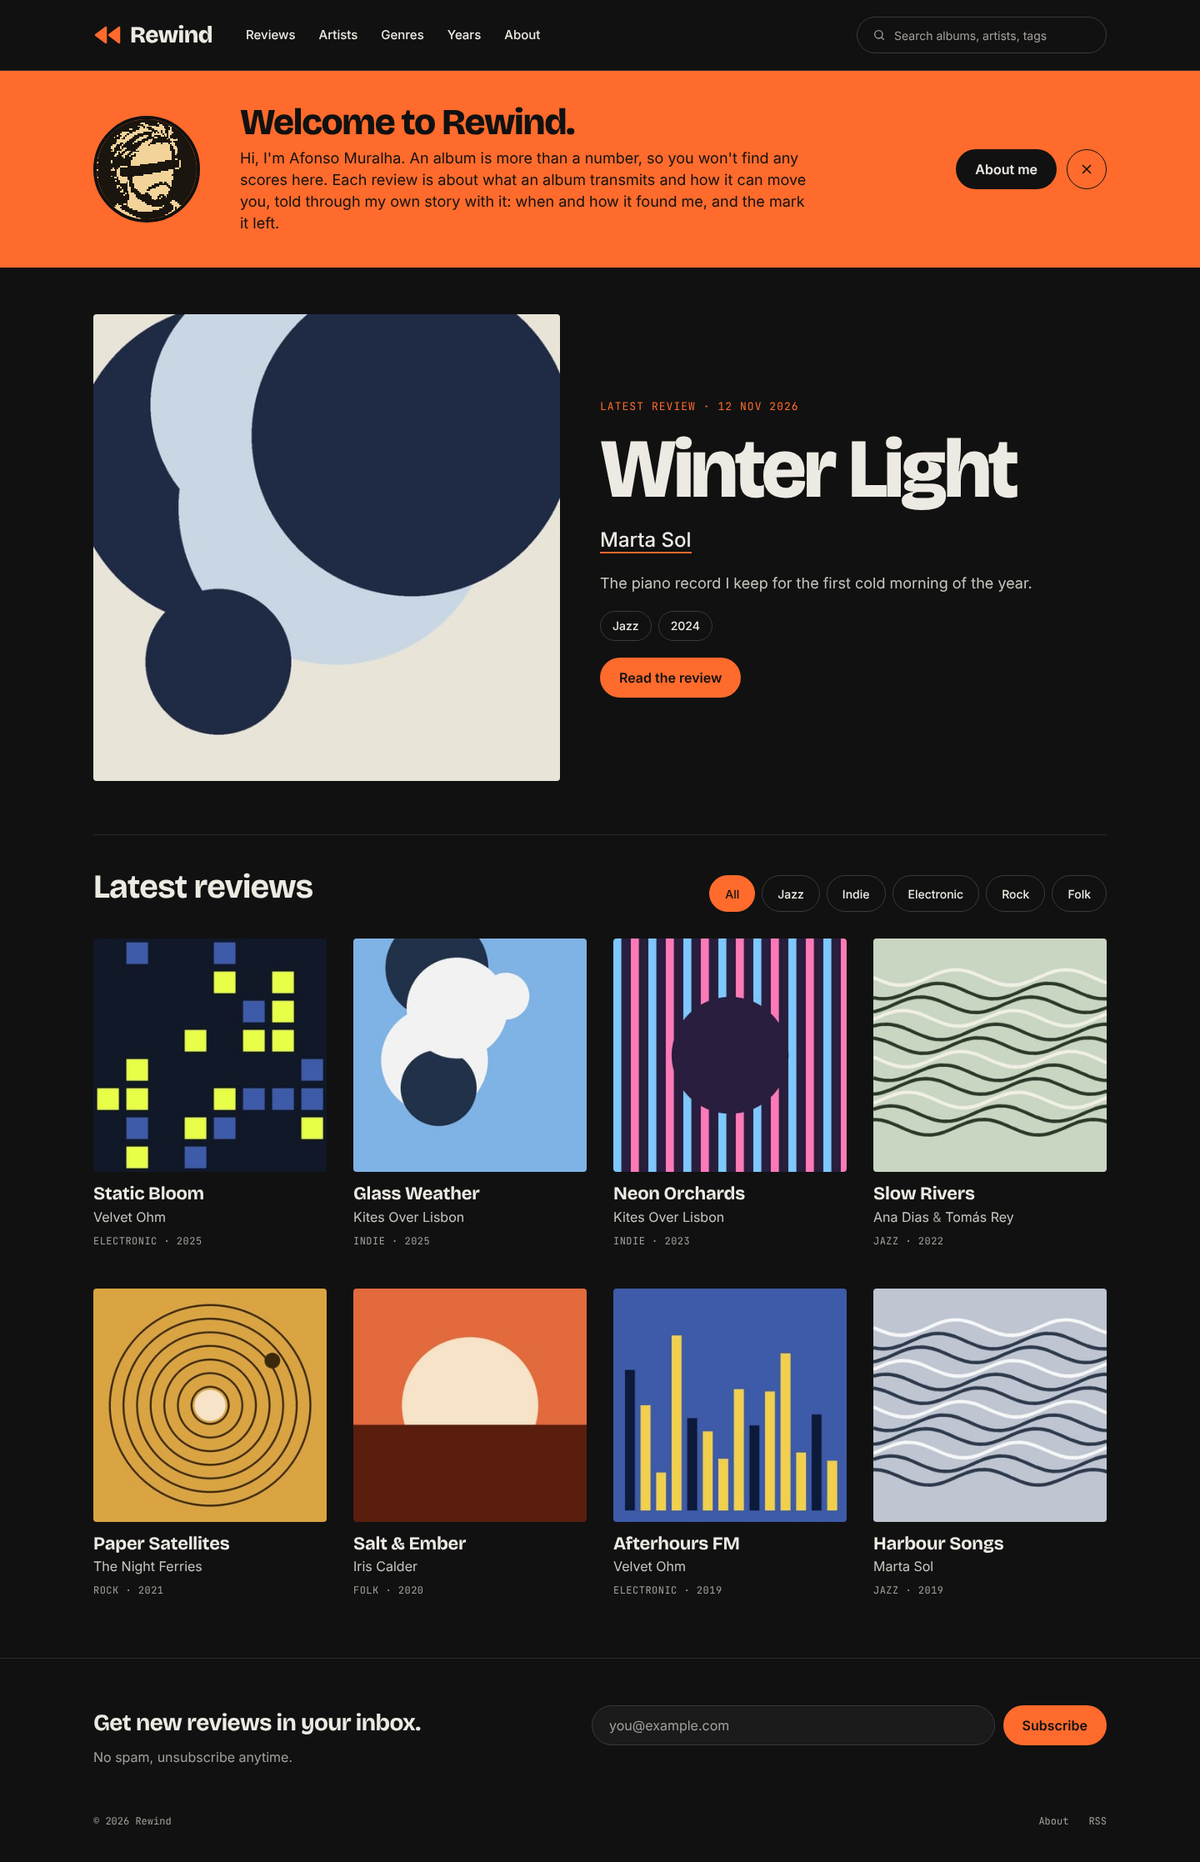 Rewind
Reviews Artists Genres Years About
Search albums, artists, tags
Welcome to Rewind.
Hi, I'm Afonso Muralha. An album is more than a number, so you won't find any
scores here. Each review is about what an album transmits and how it can move
you, told through my own story with it: when and how it found me, and the mark
it left.
About me
LATEST REVIEW · 12 NOV 2026
Winter Light
Marta Sol
The piano record I keep for the first cold morning of the year.
Jazz 2024
Read the review
Latest reviews
All Jazz Indie Electronic Rock Folk
Static Bloom
Velvet Ohm
ELECTRONIC · 2025
Glass Weather
Kites Over Lisbon
INDIE · 2025
Neon Orchards
Kites Over Lisbon
INDIE · 2023
Slow Rivers
Ana Dias & Tomás Rey
JAZZ · 2022
Paper Satellites
The Night Ferries
ROCK · 2021
Salt & Ember
Iris Calder
FOLK · 2020
Afterhours FM
Velvet Ohm
ELECTRONIC · 2019
Harbour Songs
Marta Sol
JAZZ · 2019
Get new reviews in your inbox.
No spam, unsubscribe anytime.
you@example.com
Subscribe
© 2026 Rewind
About RSS